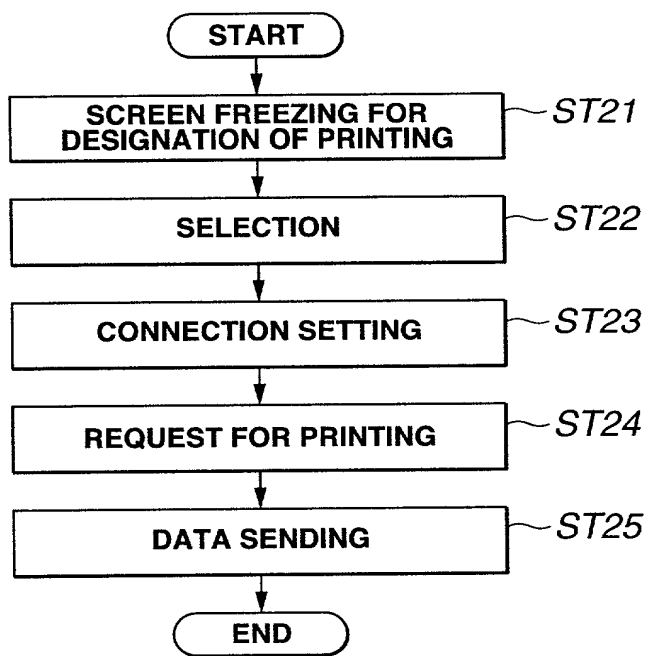 START
SCREEN FREEZING FOR
DESIGNATION OF PRINTING
ST21
SELECTION
ST22
CONNECTION SETTING
ST23
REQUEST FOR PRINTING
ST24
DATA SENDING
ST25
END